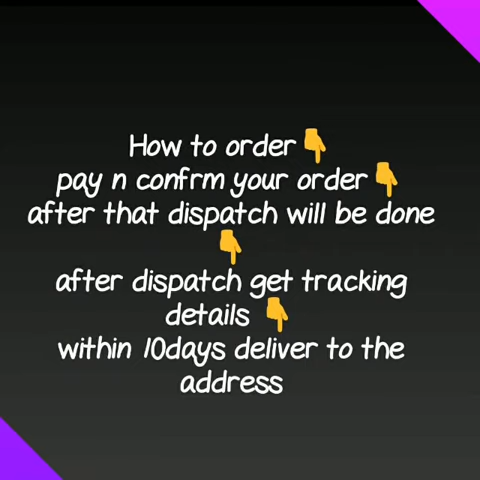 How to order👇
pay n confrm your order👇
after that dispatch will be done
👇
after dispatch get tracking
details 👇
within 10days deliver to the
address